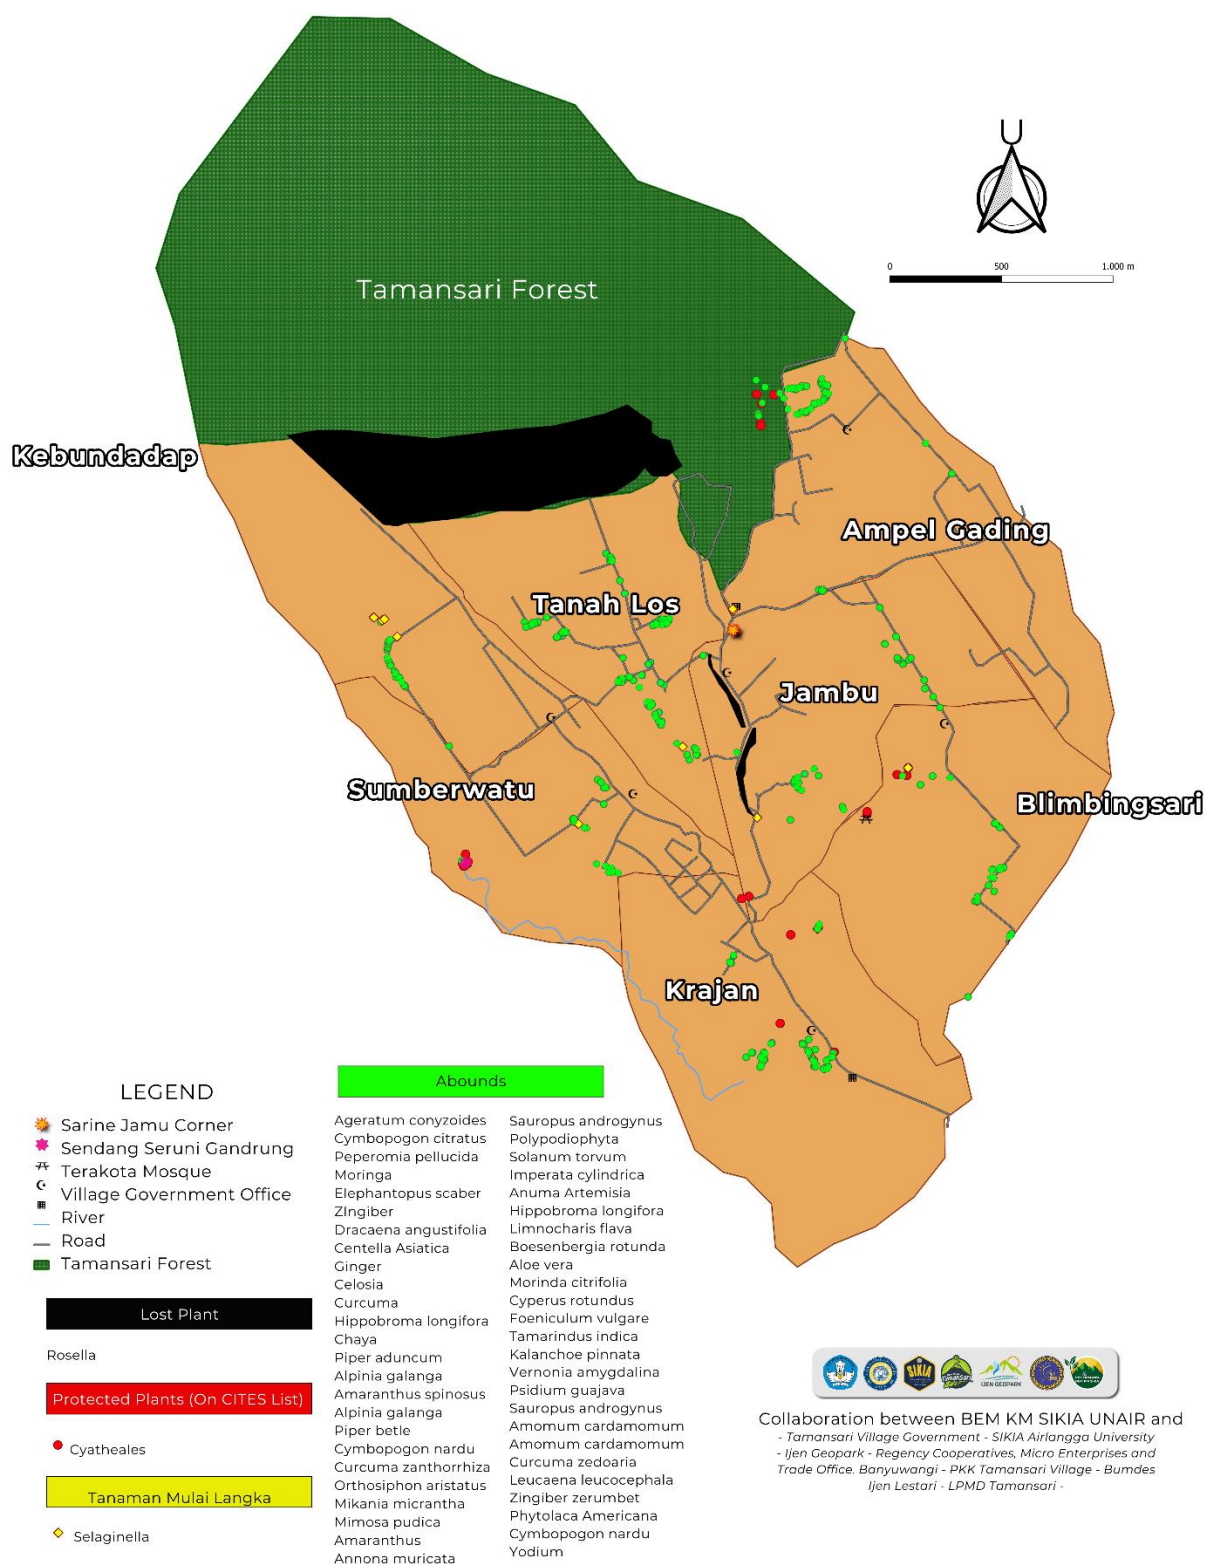 U
0 500 1.000 m
Tamansari Forest
Kebundadap
Ampel Gading
Tanah Los
Jambu
Sumberwatu
Blimbingsari
Krajan
LEGEND
Sarine Jamu Corner
Sendang Seruni Gandrung
Terakota Mosque
Village Government Office
River
Road
Tamansari Forest
Lost Plant
Rosella
Protected Plants (On CITES List)
Cyatheales
Tanaman Mulai Langka
Selaginella
Abounds
Ageratum conyzoides
Cymbopogon citratus
Peperomia pellucida
Moringa
Elephantopus scaber
ZIngiber
Dracaena angustifolia
Centella Asiatica
Ginger
Celosia
Curcuma
Hippobroma longifora
Chaya
Piper aduncum
Alpinia galanga
Amaranthus spinosus
Alpinia galanga
Piper betle
Cymbopogon nardu
Curcuma zanthorrhiza
Orthosiphon aristatus
Mikania micrantha
Mimosa pudica
Amaranthus
Annona muricata
Sauropus androgynus
Polypodiophyta
Solanum torvum
Imperata cylindrica
Anuma Artemisia
Hippobroma longifora
Limnocharis flava
Boesenbergia rotunda
Aloe vera
Morinda citrifolia
Cyperus rotundus
Foeniculum vulgare
Tamarindus indica
Kalanchoe pinnata
Vernonia amygdalina
Psidium guajava
Sauropus androgynus
Amomum cardamomum
Amomum cardamomum
Curcuma zedoaria
Leucaena leucocephala
Zingiber zerumbet
Phytolaca Americana
Cymbopogon nardu
Yodium
SIKIA
IJEN GEOPARK
Collaboration between BEM KM SIKIA UNAIR and
- Tamansari Village Government - SIKIA Airlangga University
- Ijen Geopark - Regency Cooperatives, Micro Enterprises and
Trade Office. Banyuwangi - PKK Tamansari Village - Bumdes
Ijen Lestari - LPMD Tamansari -